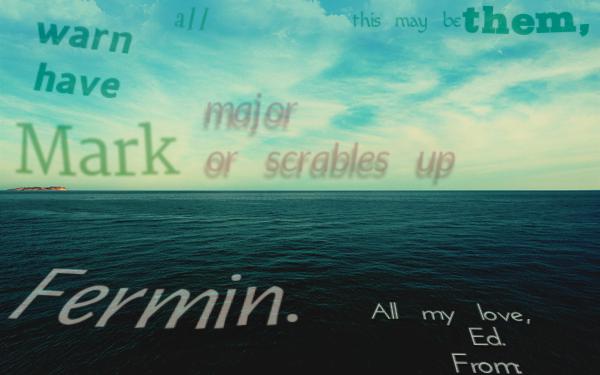 all
this may be
them,
warn
have
major
or scrables up
Mark
Fermin.
All my love,
Ed.
From: